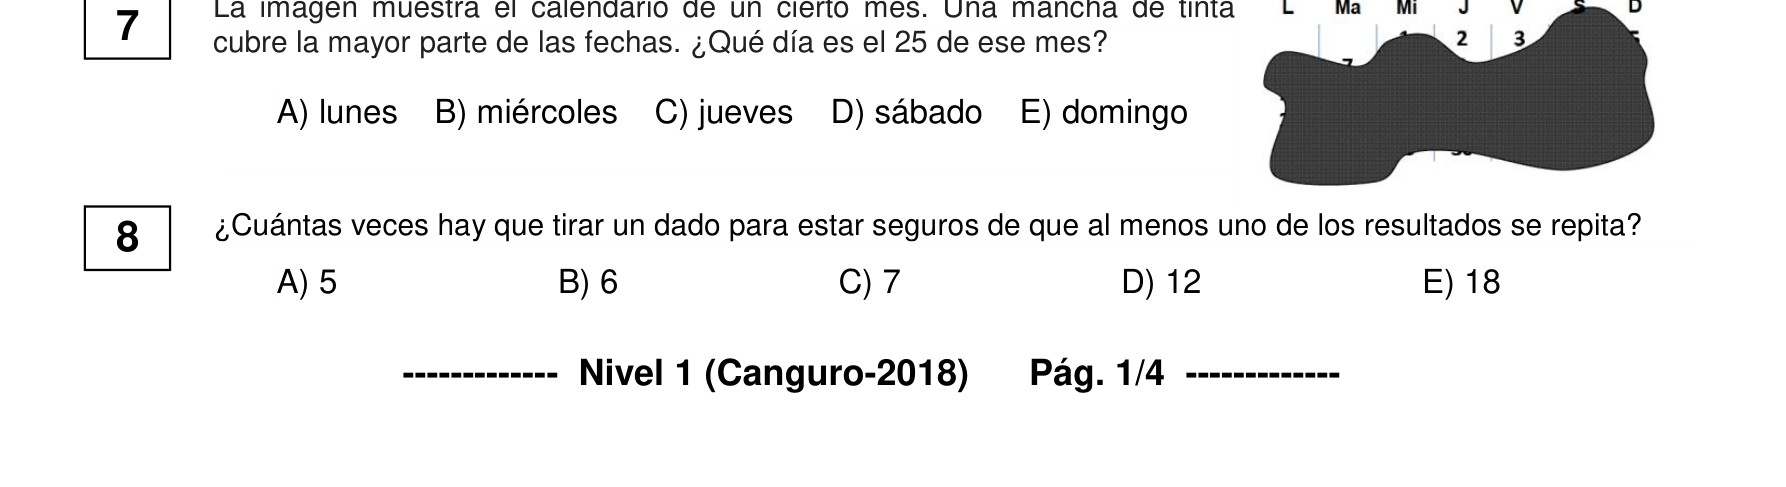 7
La imagen muestra el calendario de un cierto mes. Una mancha de tinta
cubre la mayor parte de las fechas. ¿Qué día es el 25 de ese mes?
L Ma Mi J V S D
1 2 3 5
7
30
A) lunes B) miércoles C) jueves D) sábado E) domingo
8
¿Cuántas veces hay que tirar un dado para estar seguros de que al menos uno de los resultados se repita?
A) 5 B) 6 C) 7 D) 12 E) 18
------------- Nivel 1 (Canguro-2018) Pág. 1/4 -------------